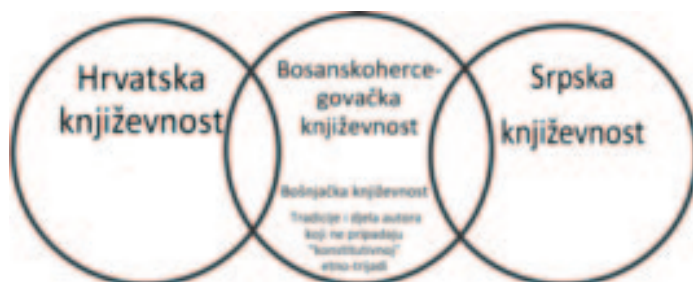 Hrvatska
književnost
Bosanskoherce-
govačka
književnost
Bošnjačka književnost
Tradicije i djela autora
koji ne pripadaju
"konstitutivnoj"
etno-trijadi
Srpska
književnost